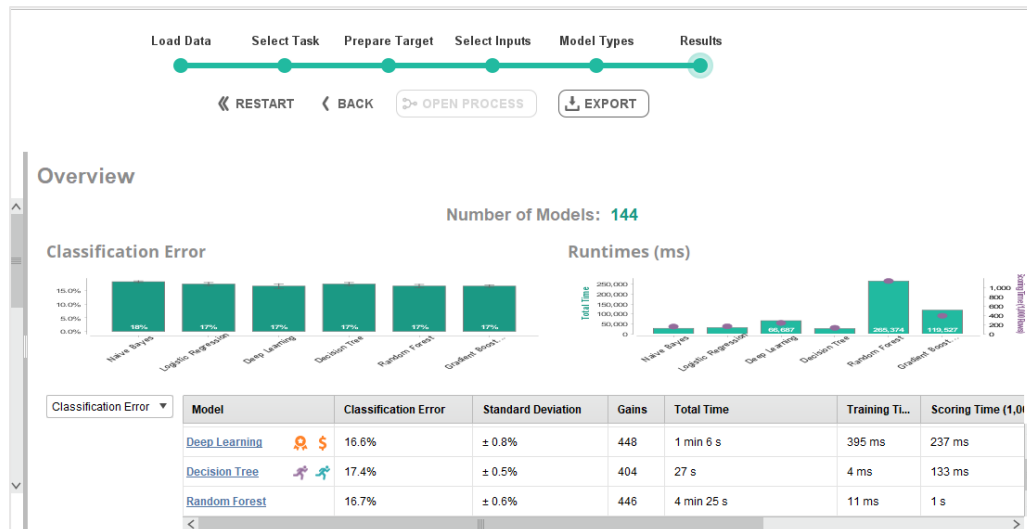 Load Data Select Task Prepare Target Select Inputs Model Types Results
RESTART BACK OPEN PROCESS EXPORT
Overview
Number of Models: 144
Classification Error
15.0%
10.0%
5.0%
0.0%
18% 17% 17% 17% 17% 17%
Naive Bayes Logistic Regression Deep Learning Decision Tree Random Forest Gradient Boost...
Runtimes (ms)
Total Time
250,000
200,000
150,000
100,000
50,000
0
66,687 265,374 119,527
Naive Bayes Logistic Regression Deep Learning Decision Tree Random Forest Gradient Boost...
1,000
800
600
400
200
0
Scoring Time (1,000 Rows)
Classification Error
Model Classification Error Standard Deviation Gains Total Time Training Ti... Scoring Time (1,00
Deep Learning $ 16.6% ± 0.8% 448 1 min 6 s 395 ms 237 ms
Decision Tree 17.4% ± 0.5% 404 27 s 4 ms 133 ms
Random Forest 16.7% ± 0.6% 446 4 min 25 s 11 ms 1 s